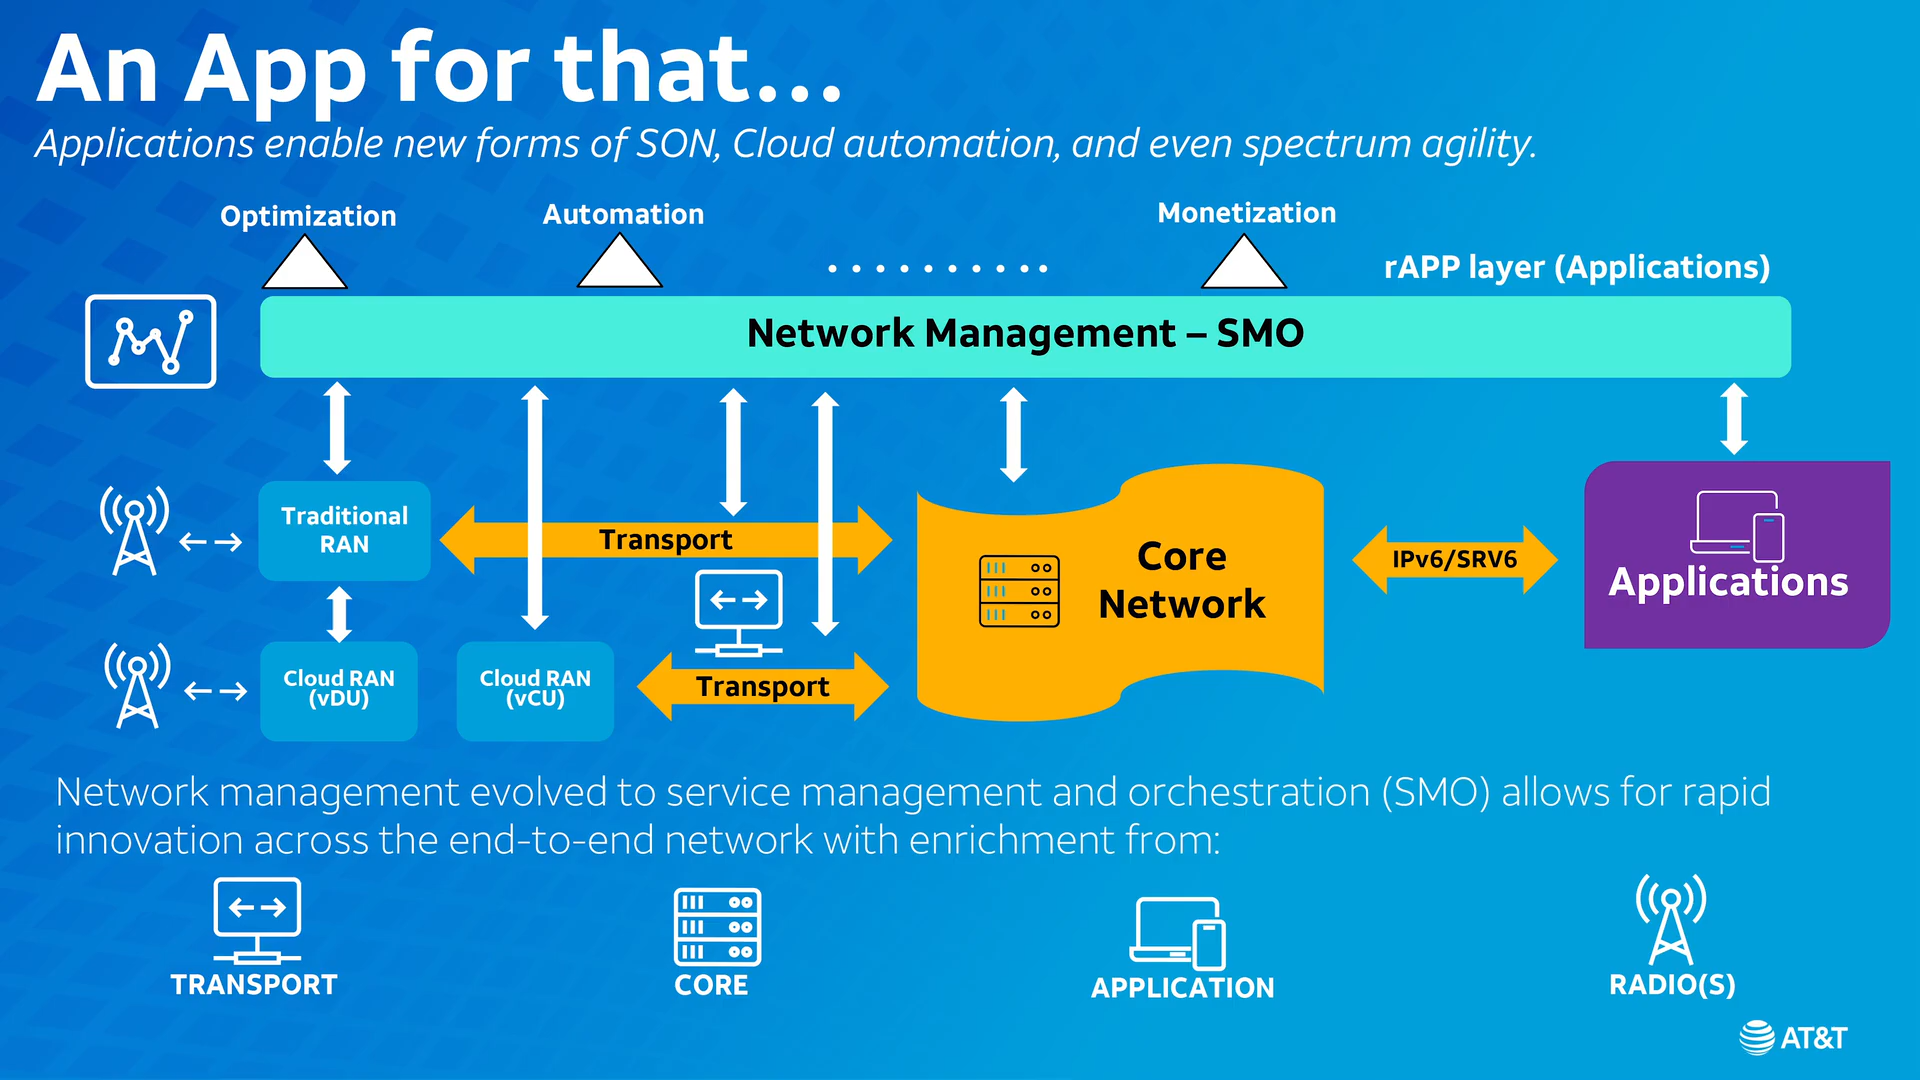 An App for that...
Applications enable new forms of SON, Cloud automation, and even spectrum agility.
Optimization
Automation
Monetization
rAPP layer (Applications)
Network Management – SMO
Traditional
RAN
Transport
Core
Network
IPv6/SRV6
Applications
Cloud RAN
(vDU)
Cloud RAN
(vCU)
Transport
Network management evolved to service management and orchestration (SMO) allows for rapid
innovation across the end-to-end network with enrichment from:
TRANSPORT
CORE
APPLICATION
RADIO(S)
AT&T